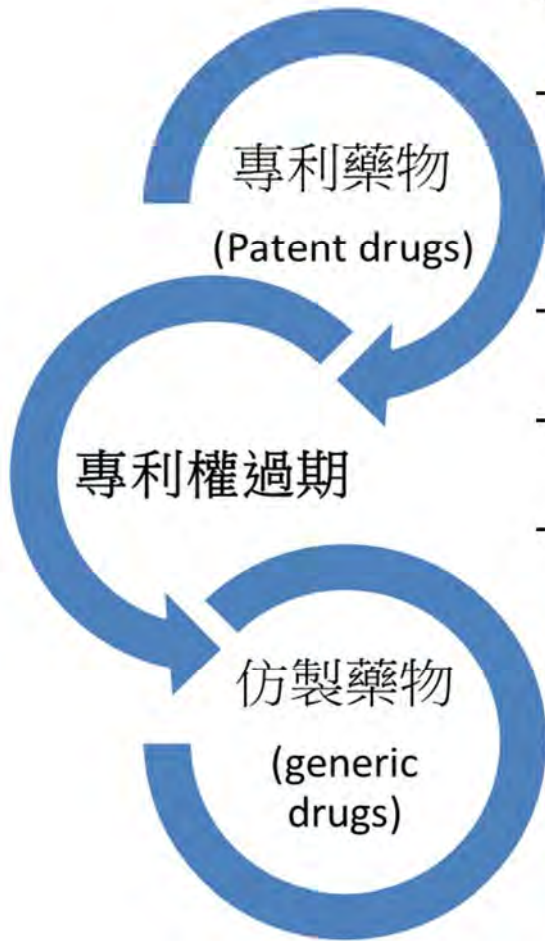 專利藥物
(Patent drugs)
專利權過期
仿製藥物
(generic
drugs)